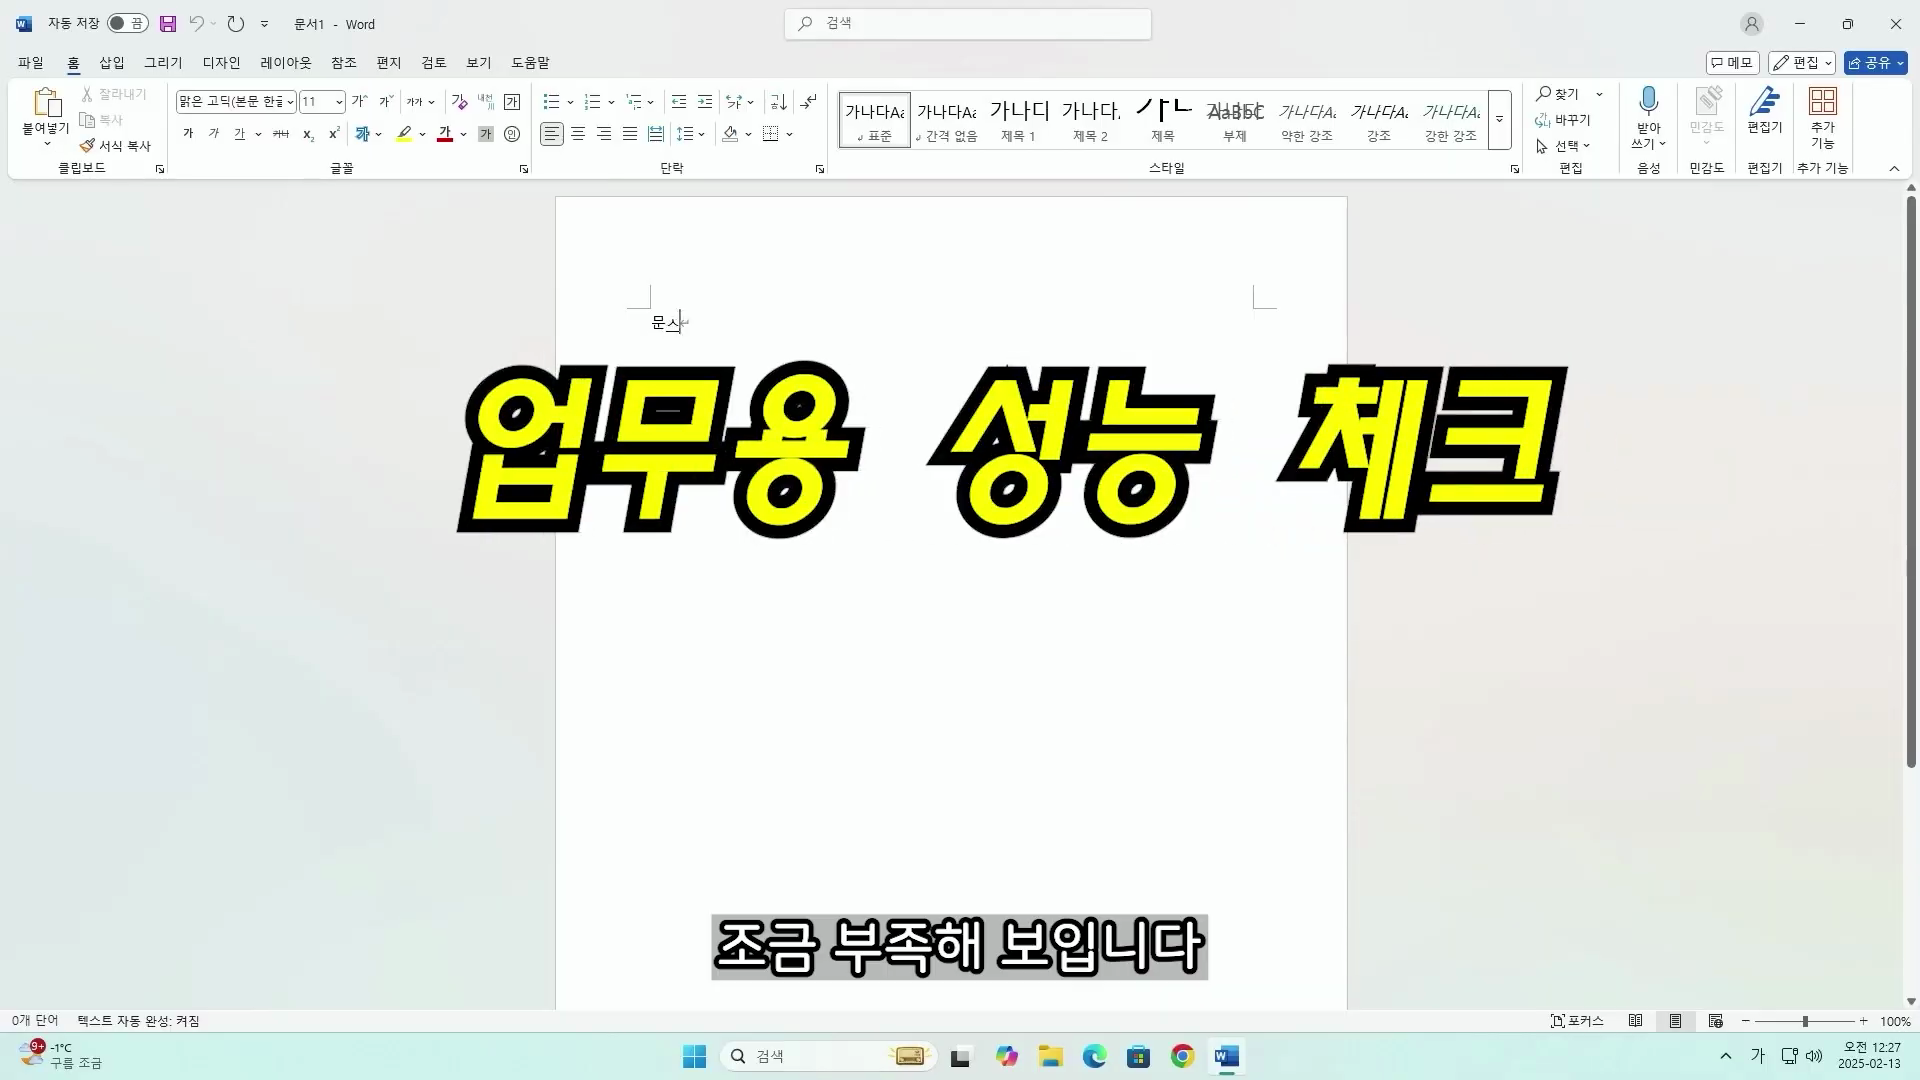 자동 저장 끔 문서1 - Word 검색
파일 홈 삽입 그리기 디자인 레이아웃 참조 편지 검토 보기 도움말 메모 편집 공유
붙여넣기 잘라내기 복사 서식 복사
클립보드
맑은 고딕(본문 한글 11
글꼴
단락
가나다Aa 가나다Aa 가나다 가나다 AaBbC 가나다Aa 가나다Aa 가나다Aa
표준 간격 없음 제목 1 제목 2 제목 부제 약한 강조 강조 강한 강조
스타일
찾기 바꾸기 선택
편집
받아쓰기 음성
민감도 민감도
편집기 편집기
추가 기능 추가 기능
문스
업무용 성능 체크
조금 부족해 보입니다
0개 단어 텍스트 자동 완성: 켜짐 포커스 100%
9+ -1°C
구름 조금
검색
가 오전 12:27
2025-02-13